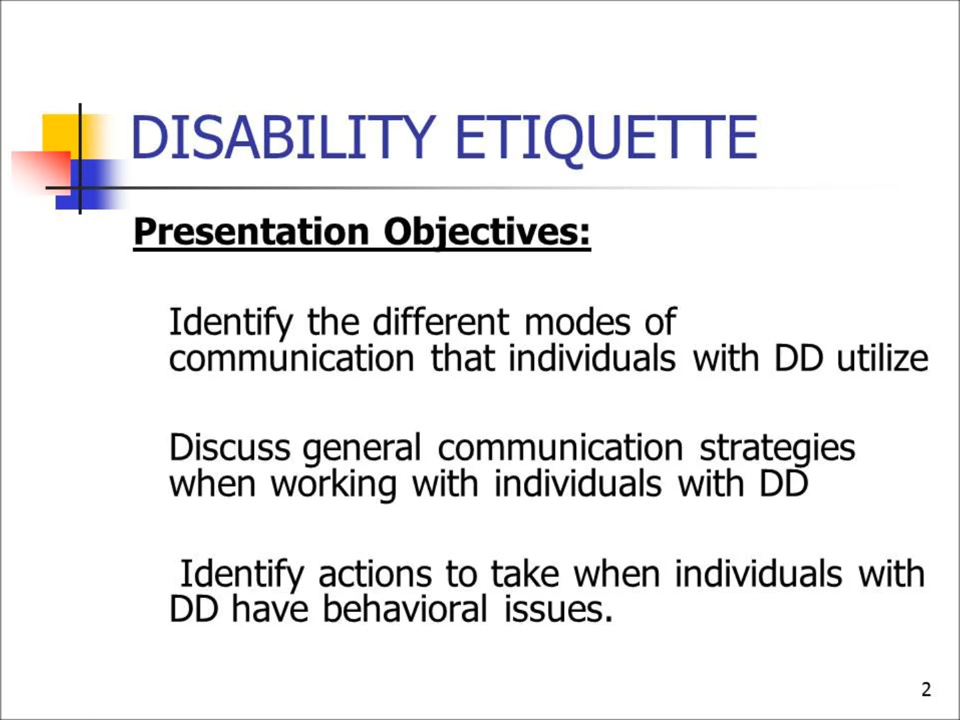 DISABILITY ETIQUETTE
Presentation Objectives:
Identify the different modes of
communication that individuals with DD utilize
Discuss general communication strategies
when working with individuals with DD
Identify actions to take when individuals with
DD have behavioral issues.
2